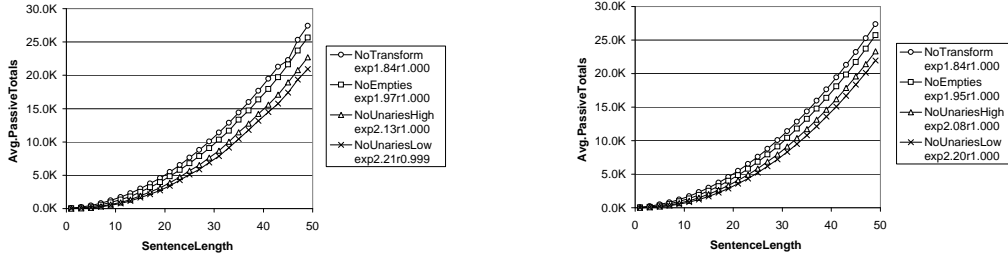 30.0K
25.0K
20.0K
15.0K
10.0K
5.0K
0.0K
Avg.PassiveTotals
0 10 20 30 40 50
SentenceLength
NoTransform
exp1.84r1.000
NoEmpties
exp1.97r1.000
NoUnariesHigh
exp2.13r1.000
NoUnariesLow
exp2.21r0.999
30.0K
25.0K
20.0K
15.0K
10.0K
5.0K
0.0K
Avg.PassiveTotals
0 10 20 30 40 50
SentenceLength
NoTransform
exp1.84r1.000
NoEmpties
exp1.95r1.000
NoUnariesHigh
exp2.08r1.000
NoUnariesLow
exp2.20r1.000